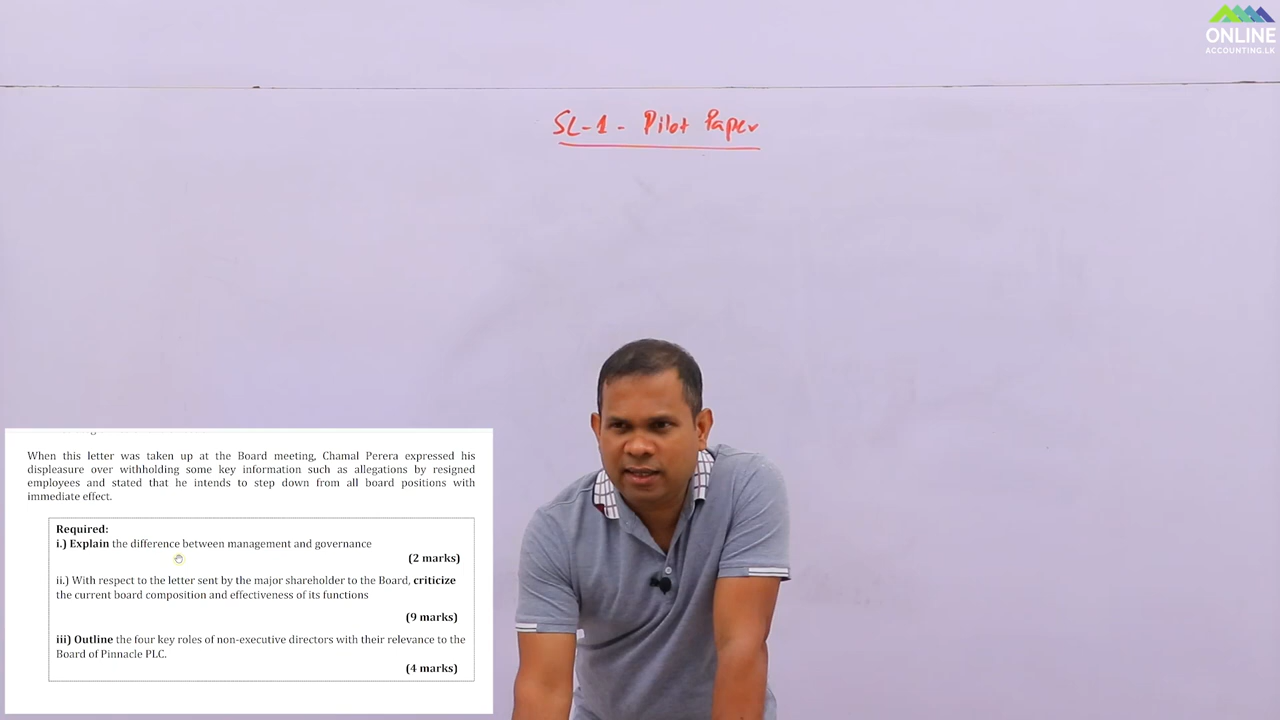 ONLINE
ACCOUNTING.LK
SL-1 - Pilot Paper
When this letter was taken up at the Board meeting, Chamal Perera expressed his
displeasure over withholding some key information such as allegations by resigned
employees and stated that he intends to step down from all board positions with
immediate effect.
Required:
i.) Explain the difference between management and governance
(2 marks)
ii.) With respect to the letter sent by the major shareholder to the Board, criticize
the current board composition and effectiveness of its functions
(9 marks)
iii) Outline the four key roles of non-executive directors with their relevance to the
Board of Pinnacle PLC.
(4 marks)